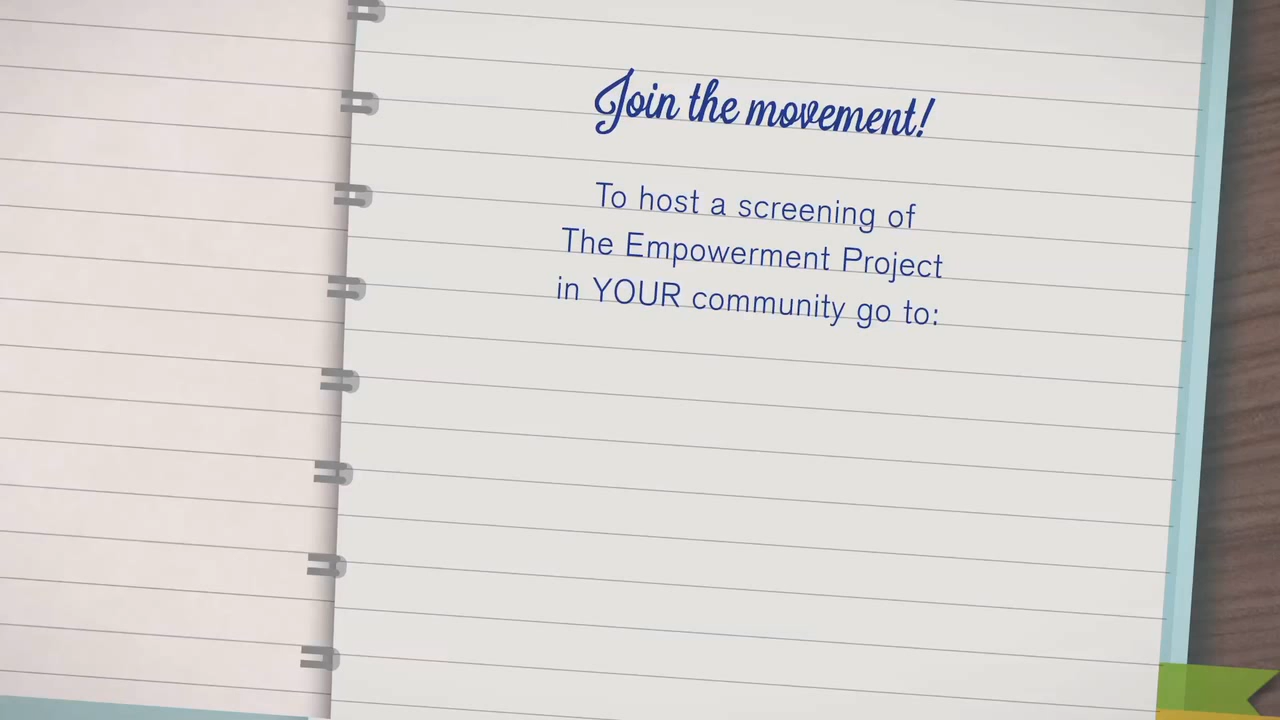 Join the movement!
To host a screening of
The Empowerment Project
in YOUR community go to: